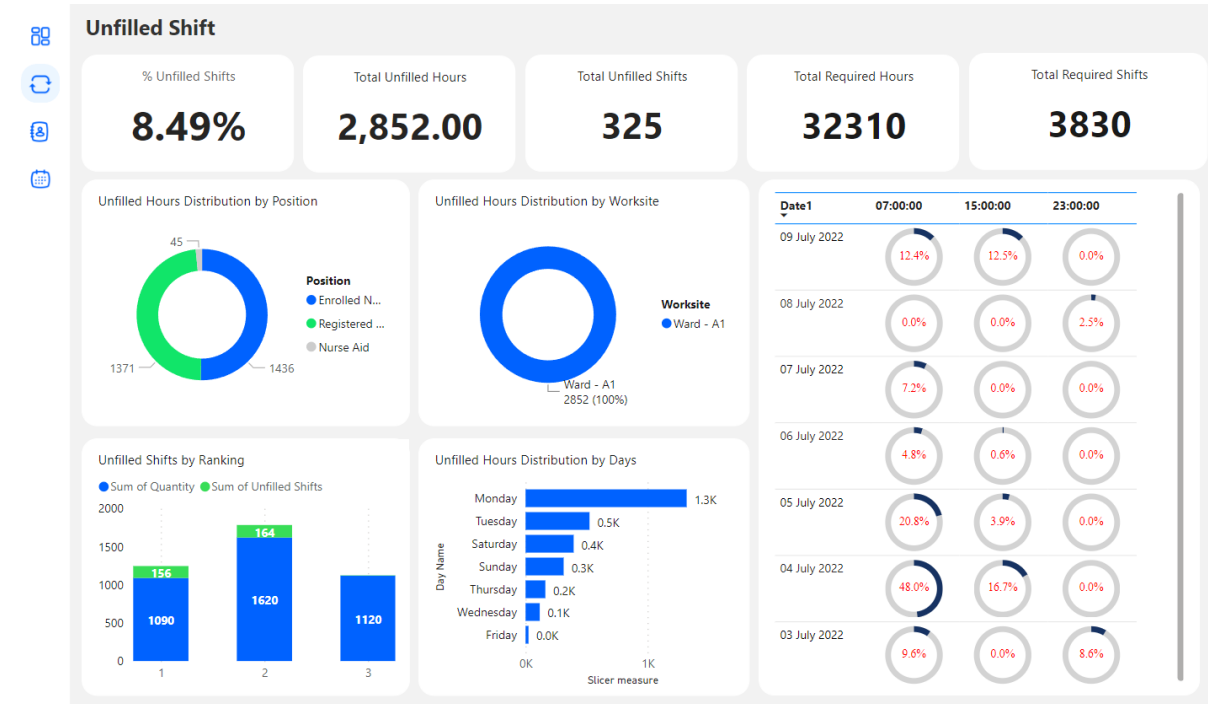 Unfilled Shift
% Unfilled Shifts
8.49%
Total Unfilled Hours
2,852.00
Total Unfilled Shifts
325
Total Required Hours
32310
Total Required Shifts
3830
Unfilled Hours Distribution by Position
45
1371
1436
Position
Enrolled N...
Registered ...
Nurse Aid
Unfilled Hours Distribution by Worksite
Ward - A1
2852 (100%)
Worksite
Ward - A1
Date1 07:00:00 15:00:00 23:00:00
09 July 2022 12.4% 12.5% 0.0%
08 July 2022 0.0% 0.0% 2.5%
07 July 2022 7.2% 0.0% 0.0%
06 July 2022 4.8% 0.6% 0.0%
05 July 2022 20.8% 3.9% 0.0%
04 July 2022 48.0% 16.7% 0.0%
03 July 2022 9.6% 0.0% 8.6%
Unfilled Shifts by Ranking
Sum of Quantity Sum of Unfilled Shifts
2000
1500
1000
500
0
156
1090
164
1620
1120
1 2 3
Unfilled Hours Distribution by Days
Day Name
Monday 1.3K
Tuesday 0.5K
Saturday 0.4K
Sunday 0.3K
Thursday 0.2K
Wednesday 0.1K
Friday 0.0K
0K 1K
Slicer measure